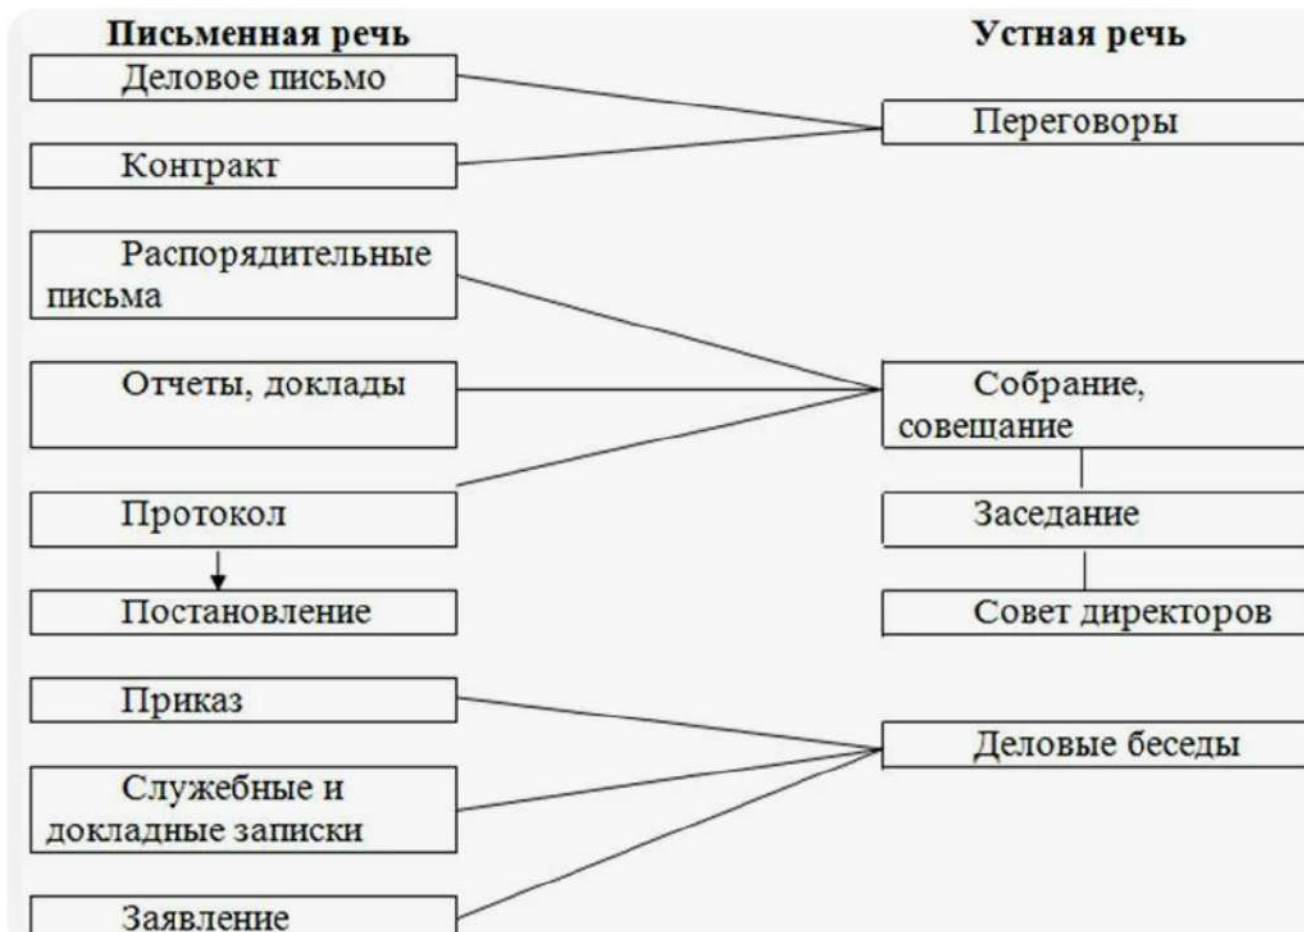 Письменная речь
Устная речь
Деловое письмо
Переговоры
Контракт
Распорядительные
письма
Отчеты, доклады
Собрание,
совещание
Протокол
Заседание
Постановление
Совет директоров
Приказ
Деловые беседы
Служебные и
докладные записки
Заявление